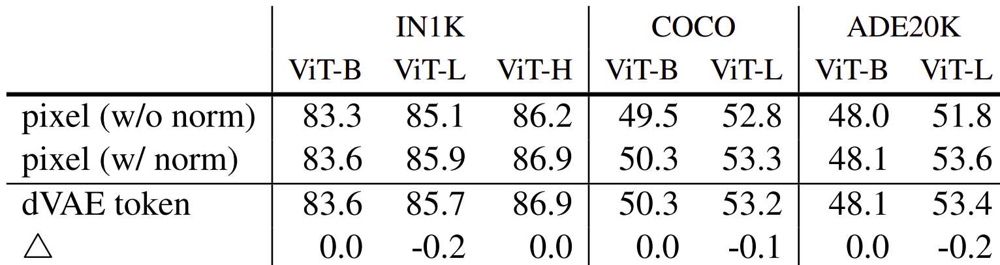 IN1K COCO ADE20K
ViT-B ViT-L ViT-H ViT-B ViT-L ViT-B ViT-L
pixel (w/o norm) 83.3 85.1 86.2 49.5 52.8 48.0 51.8
pixel (w/ norm) 83.6 85.9 86.9 50.3 53.3 48.1 53.6
dVAE token 83.6 85.7 86.9 50.3 53.2 48.1 53.4
△ 0.0 -0.2 0.0 0.0 -0.1 0.0 -0.2